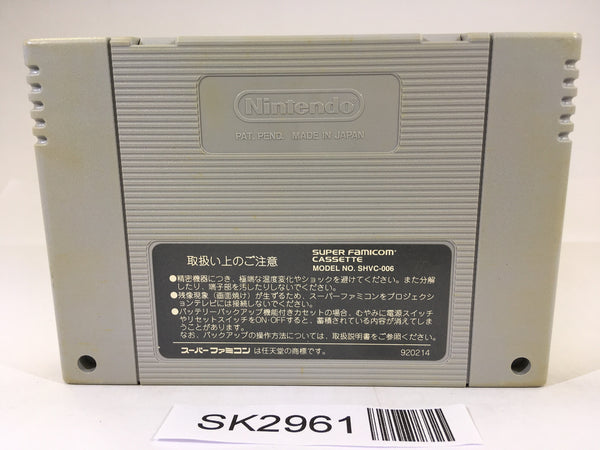 Nintendo
PAT. PEND. MADE IN JAPAN
取扱い上のご注意
SUPER FAMICOM
CASSETTE
MODEL NO. SHVC-006
●精密機器につき、極端な温度変化やショックを避けてください。また分解
したり、端子部を汚したりしないでください。
●残像現象（画面焼け）が生ずるため、スーパーファミコンをプロジェクシ
ョンテレビには接続しないでください。
●バッテリーバックアップ機能付きカセットの場合、むやみに電源スイッチ
やリセットスイッチをON・OFFすると、蓄積されている内容が消えてしま
うことがあります。
なお、バックアップの操作方法については、取扱説明書をご参照ください。
スーパーファミコン は任天堂の商標です。
920214
SK2961